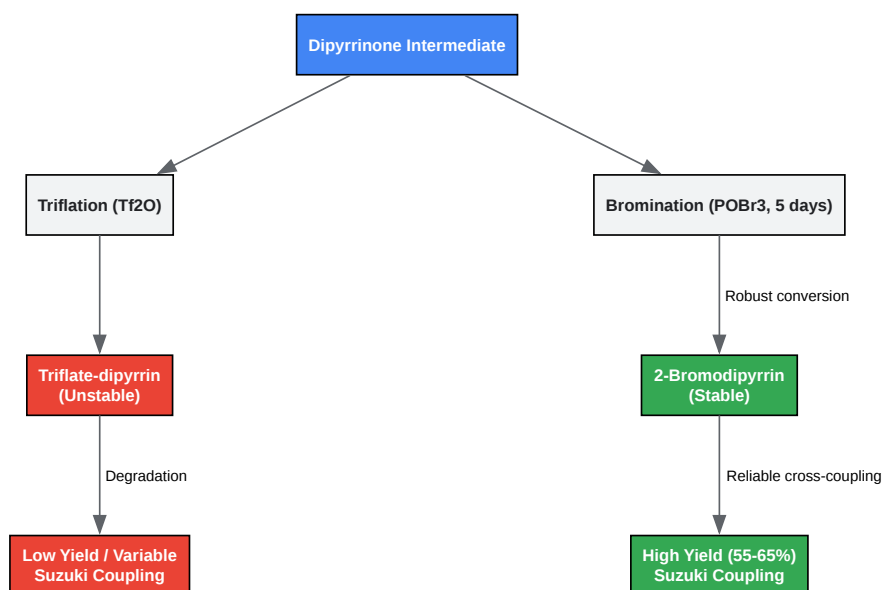 Dipyrrinone Intermediate
Triflation (Tf2O)
Bromination (POBr3, 5 days)
Robust conversion
Triflate-dipyrrin
(Unstable)
2-Bromodipyrrin
(Stable)
Degradation
Reliable cross-coupling
Low Yield / Variable
Suzuki Coupling
High Yield (55-65%)
Suzuki Coupling